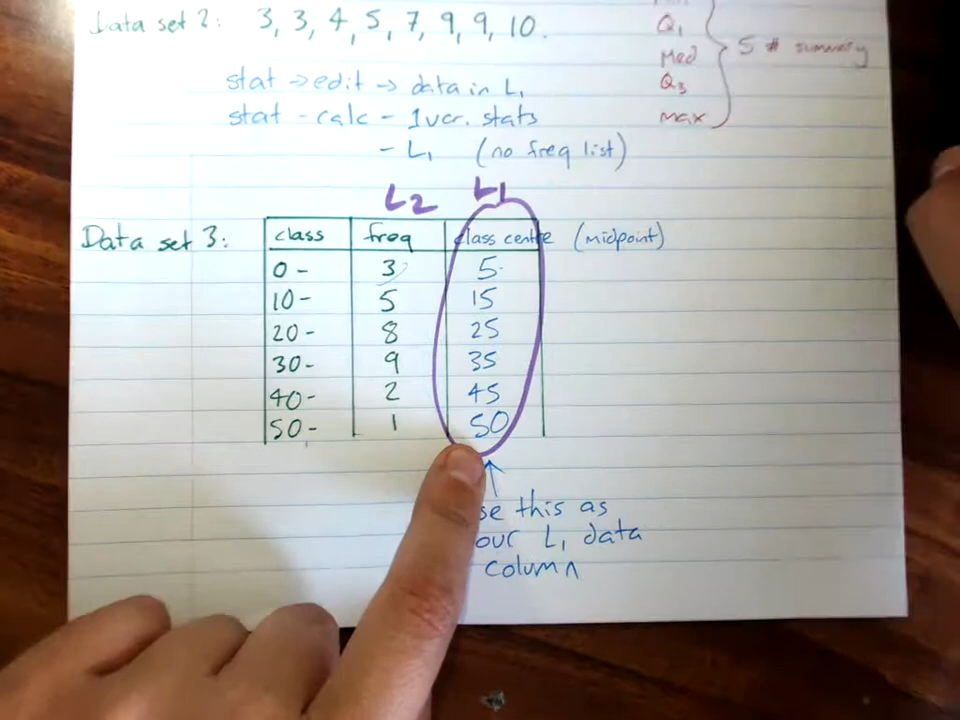 Data set 2: 3, 3, 4, 5, 7, 9, 9, 10.
Q1
Med
Q3
max
5 # summary
stat → edit → data in L1
stat - calc - 1 var. stats
- L1 (no freq list)
L2 L1
Data set 3:
class freq class centre (midpoint)
0- 3 5
10- 5 15
20- 8 25
30- 9 35
40- 2 45
50- 1 50
this as
L1 data
column